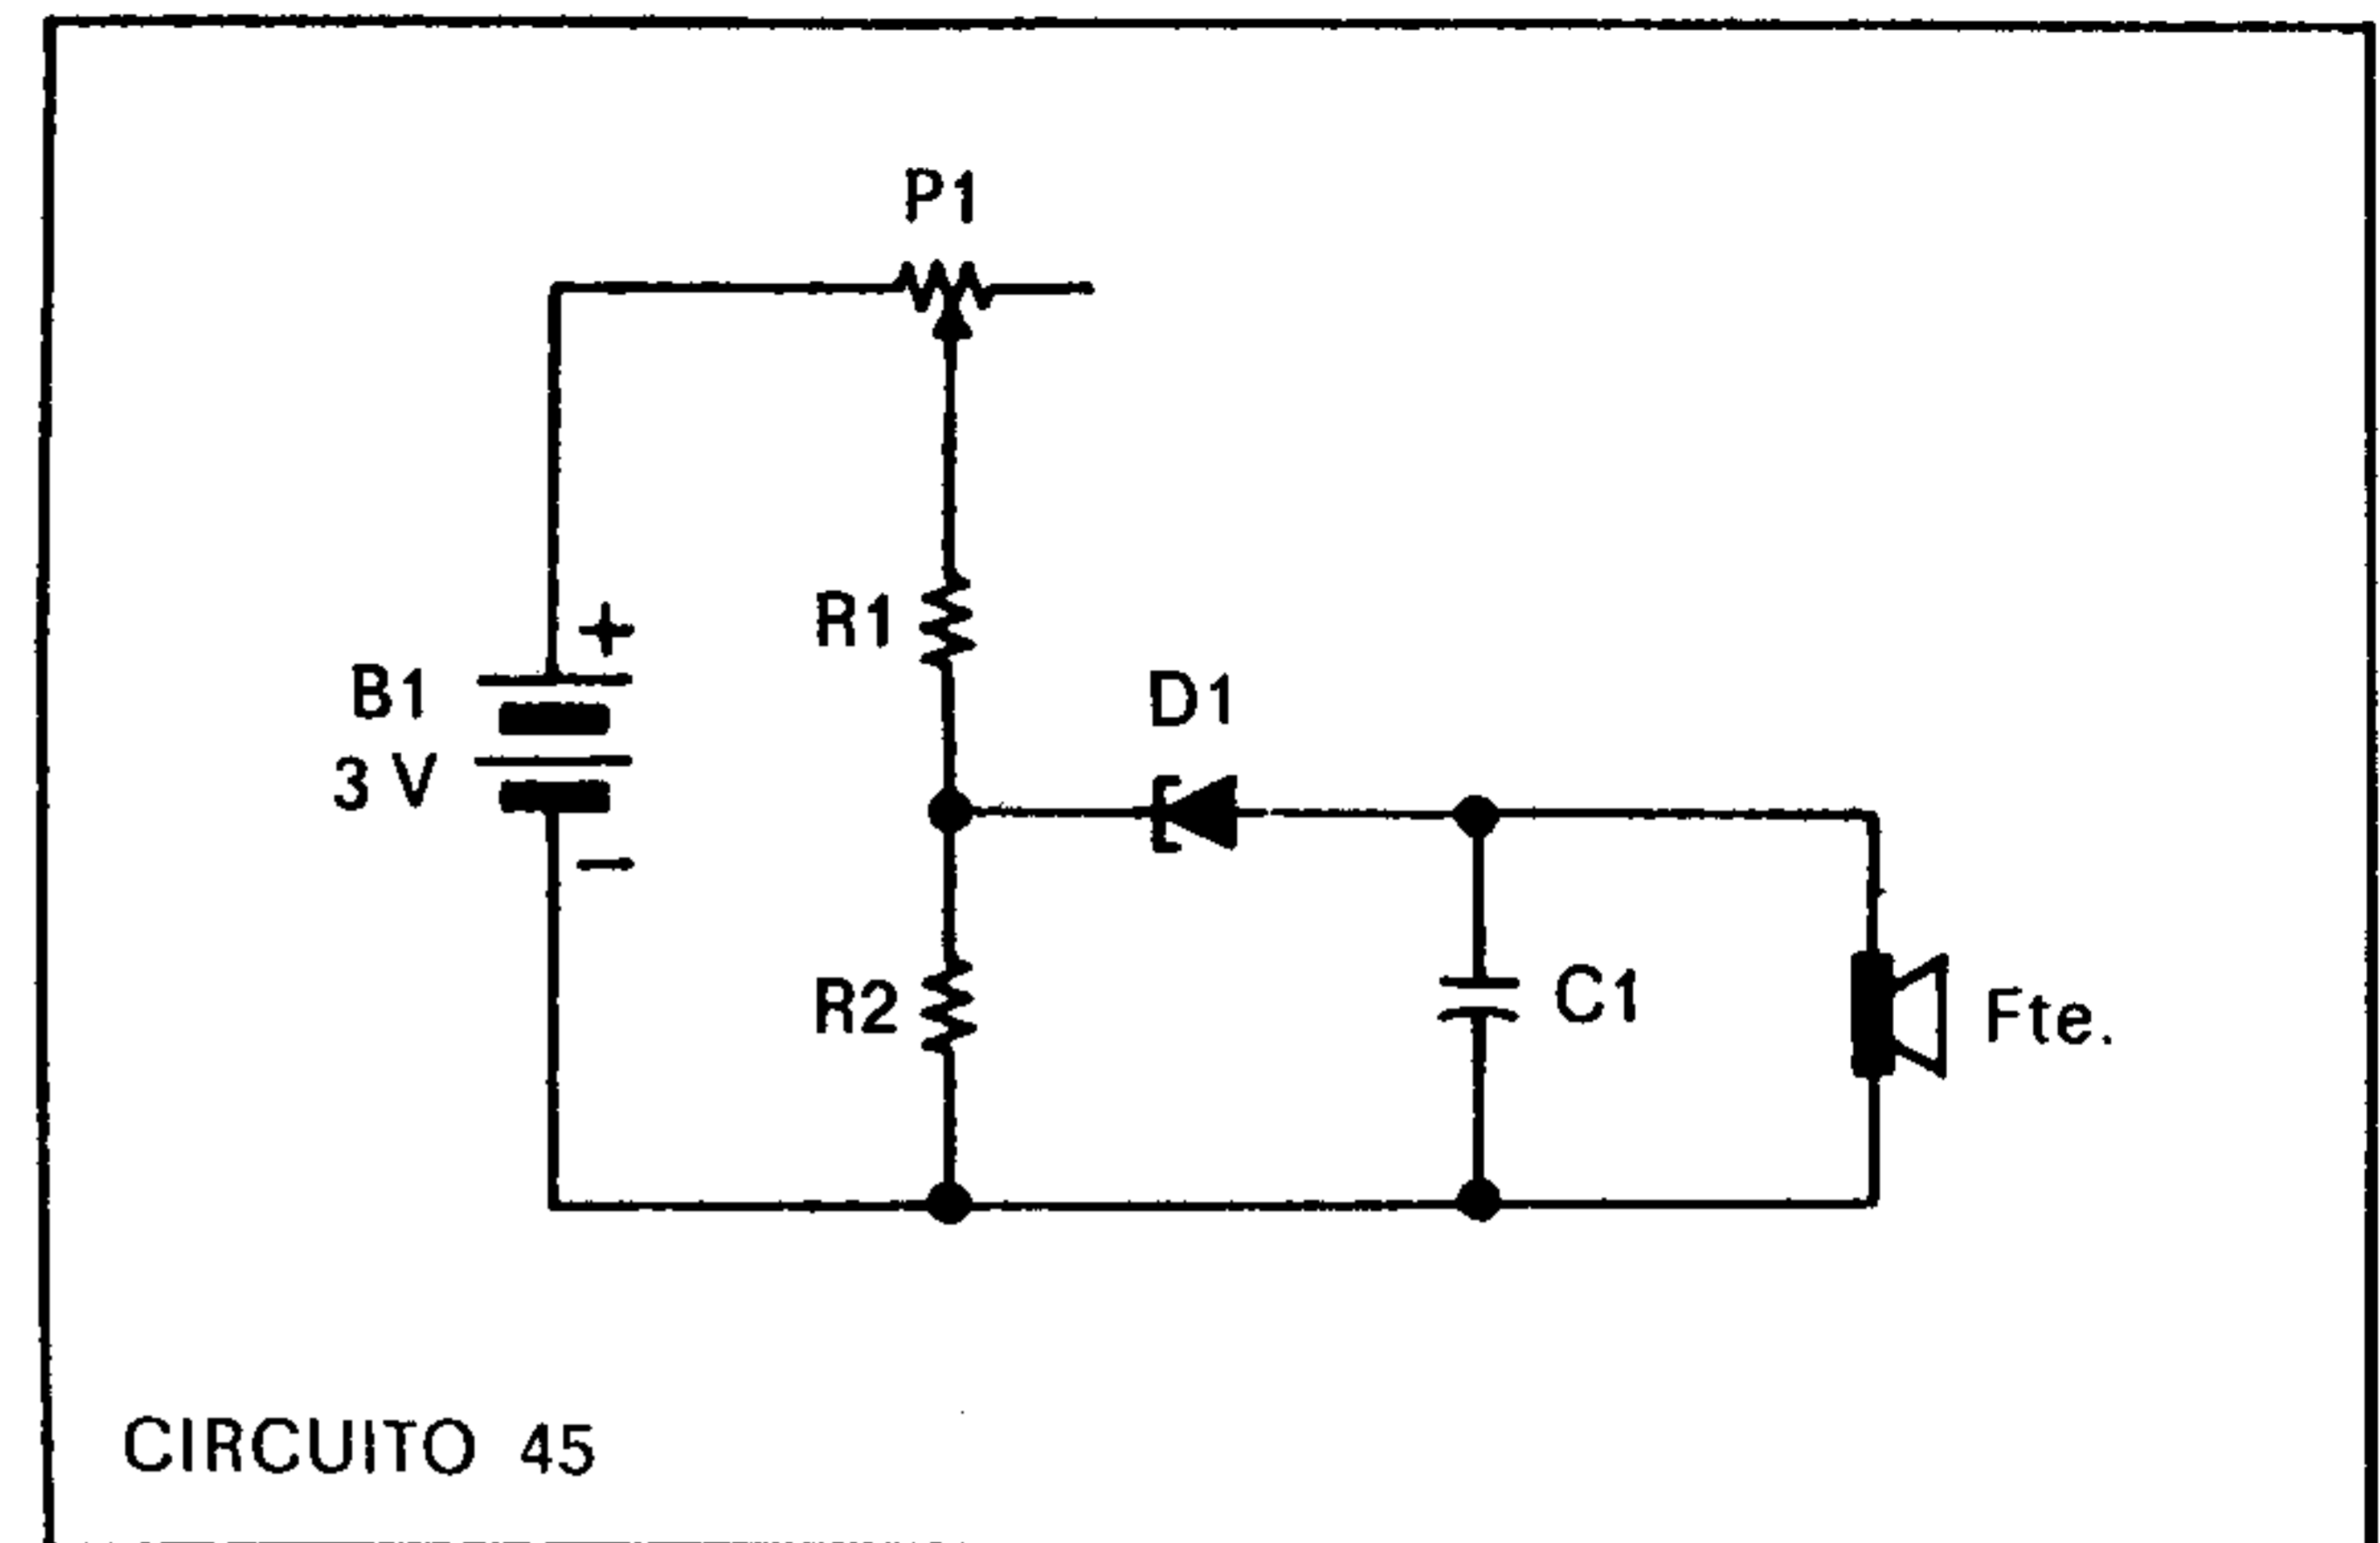 P1
R1
+
B1
3 V
−
D1
R2
C1
Fte.
CIRCUITO 45